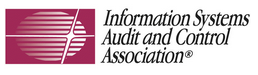 Information Systems
Audit and Control
Association®